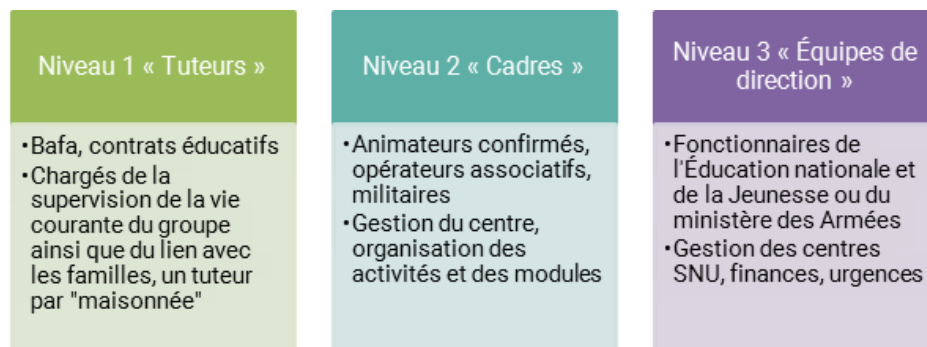 Niveau 1 « Tuteurs »
•Bafa, contrats éducatifs
•Chargés de la
supervision de la vie
courante du groupe
ainsi que du lien avec
les familles, un tuteur
par "maisonnée"
Niveau 2 « Cadres »
•Animateurs confirmés,
opérateurs associatifs,
militaires
•Gestion du centre,
organisation des
activités et des modules
Niveau 3 « Équipes de
direction »
•Fonctionnaires de
l'Éducation nationale et
de la Jeunesse ou du
ministère des Armées
•Gestion des centres
SNU, finances, urgences